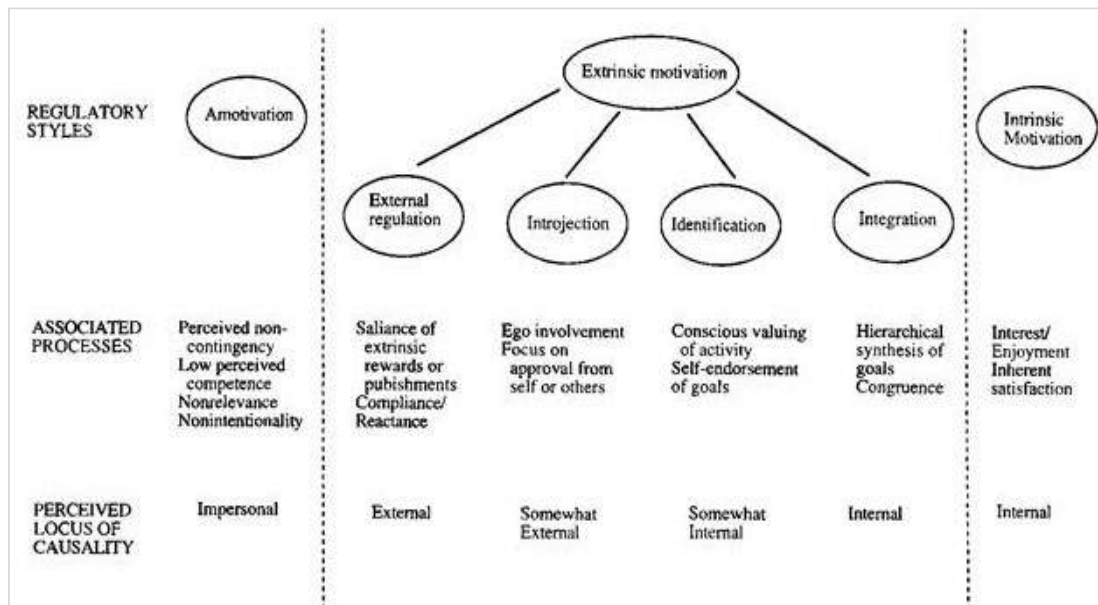 Extrinsic motivation
REGULATORY
STYLES
Amotivation
Intrinsic
Motivation
External
regulation
Introjection
Identification
Integration
ASSOCIATED
PROCESSES
Perceived non-
contingency
Low perceived
competence
Nonrelevance
Nonintentionality
Saliance of
extrinsic
rewards or
pubishments
Compliance/
Reactance
Ego involvement
Focus on
approval from
self or others
Conscious valuing
of activity
Self-endorsement
of goals
Hierarchical
synthesis of
goals
Congruence
Interest/
Enjoyment
Inherent
satisfaction
PERCEIVED
LOCUS OF
CAUSALITY
Impersonal
External
Somewhat
External
Somewhat
Internal
Internal
Internal